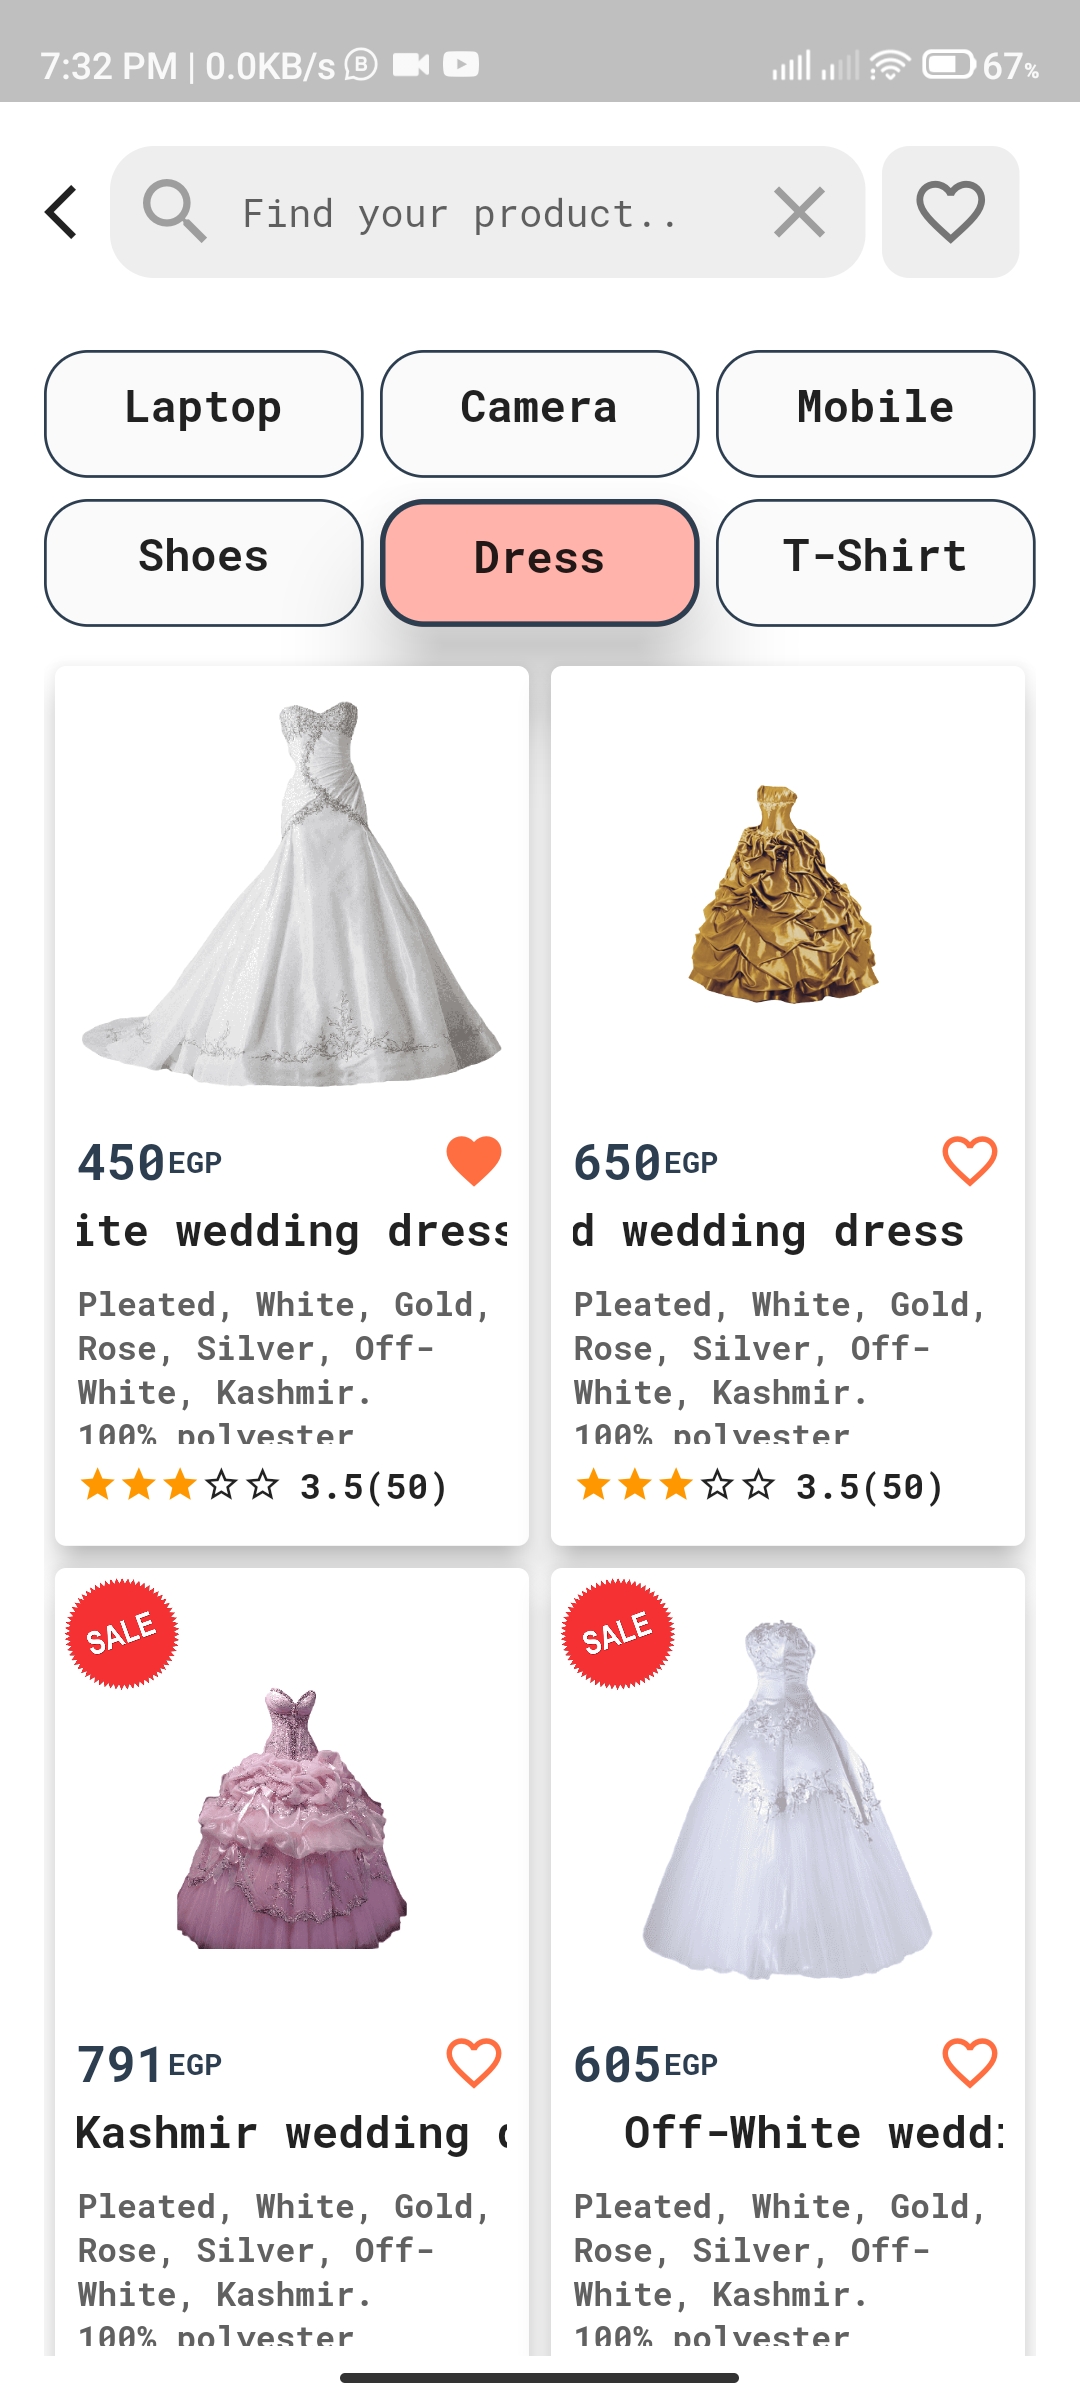 7:32 PM | 0.0KB/s B 67%
Find your product..
Laptop Camera Mobile
Shoes Dress T-Shirt
450EGP 650EGP
ite wedding dress d wedding dress
Pleated, White, Gold, Pleated, White, Gold,
Rose, Silver, Off- Rose, Silver, Off-
White, Kashmir. White, Kashmir.
100% polyester 100% polyester
3.5(50) 3.5(50)
SALE SALE
791EGP 605EGP
Kashmir wedding Off-White wedd
Pleated, White, Gold, Pleated, White, Gold,
Rose, Silver, Off- Rose, Silver, Off-
White, Kashmir. White, Kashmir.
100% polyester 100% polyester